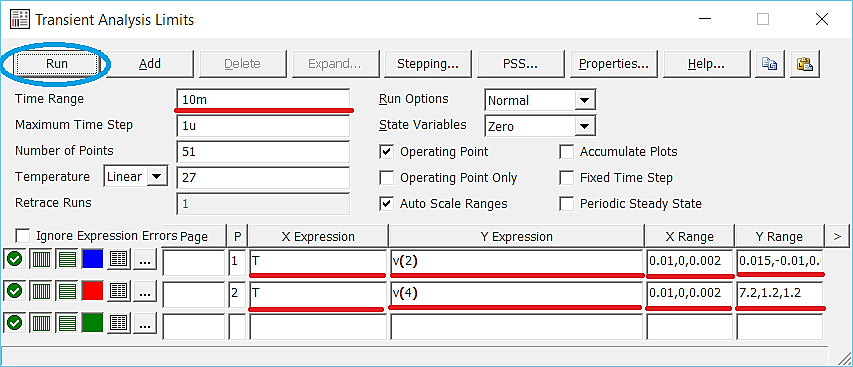 Transient Analysis Limits
Run Add Delete Expand... Stepping... PSS... Properties... Help...
Time Range 10m Run Options Normal
Maximum Time Step 1u State Variables Zero
Number of Points 51 Operating Point Accumulate Plots
Temperature Linear 27 Operating Point Only Fixed Time Step
Retrace Runs 1 Auto Scale Ranges Periodic Steady State
Ignore Expression Errors Page P X Expression Y Expression X Range Y Range >
... 1 T v(2) 0.01,0,0.002 0.015,-0.01,0.
... 2 T v(4) 0.01,0,0.002 7.2,1.2,1.2
...